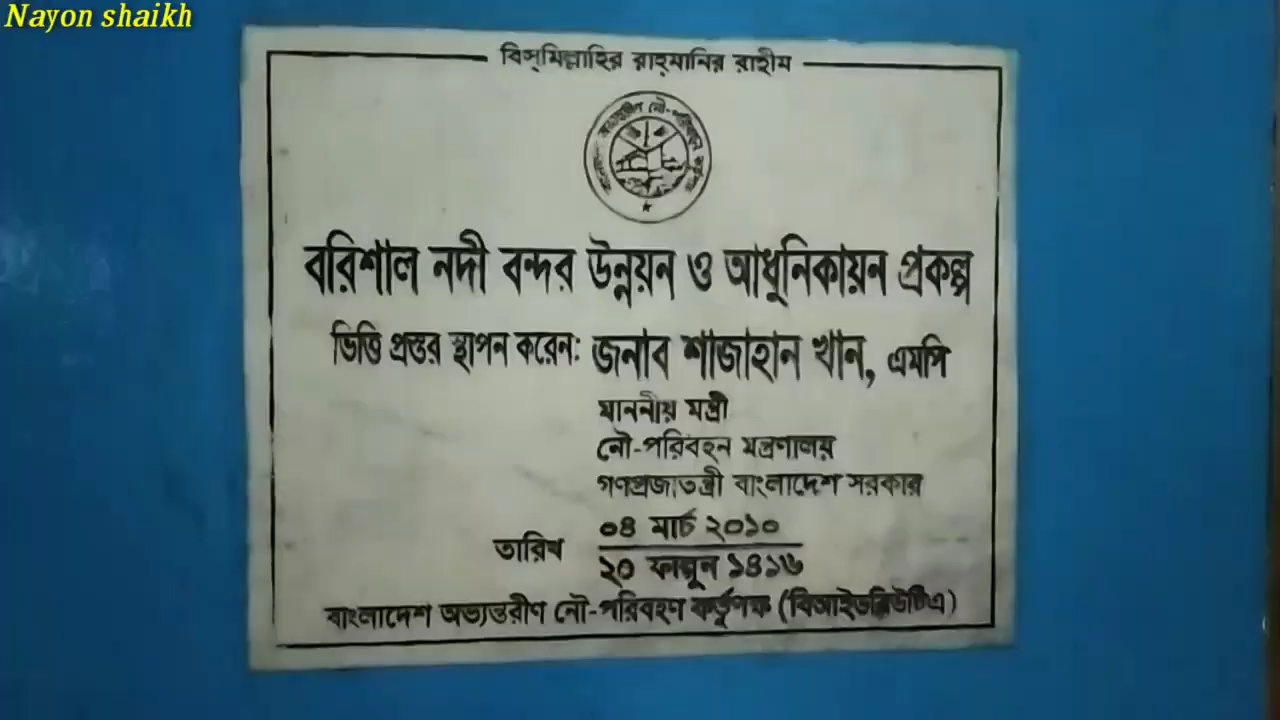 Nayon shaikh
বিস্‌মিল্লাহির রাহ্‌মানির রাহীম
নৌ-পরিবহন
বরিশাল নদী বন্দর উন্নয়ন ও আধুনিকায়ন প্রকল্প
ভিত্তি প্রস্তর স্থাপন করেন: জনাব শাজাহান খান, এমপি
মাননীয় মন্ত্রী
নৌ-পরিবহন মন্ত্রণালয়
গণপ্রজাতন্ত্রী বাংলাদেশ সরকার
তারিখ ০৪ মার্চ ২০১০
২০ ফাল্গুন ১৪১৬
বাংলাদেশ অভ্যন্তরীণ নৌ-পরিবহণ কর্তৃপক্ষ (বিআইডব্লিউটিএ)